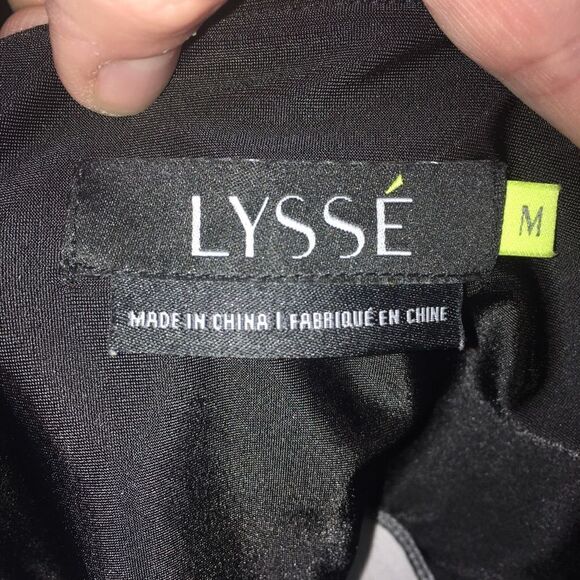 LYSSÉ
M
MADE IN CHINA | FABRIQUÉ EN CHINE